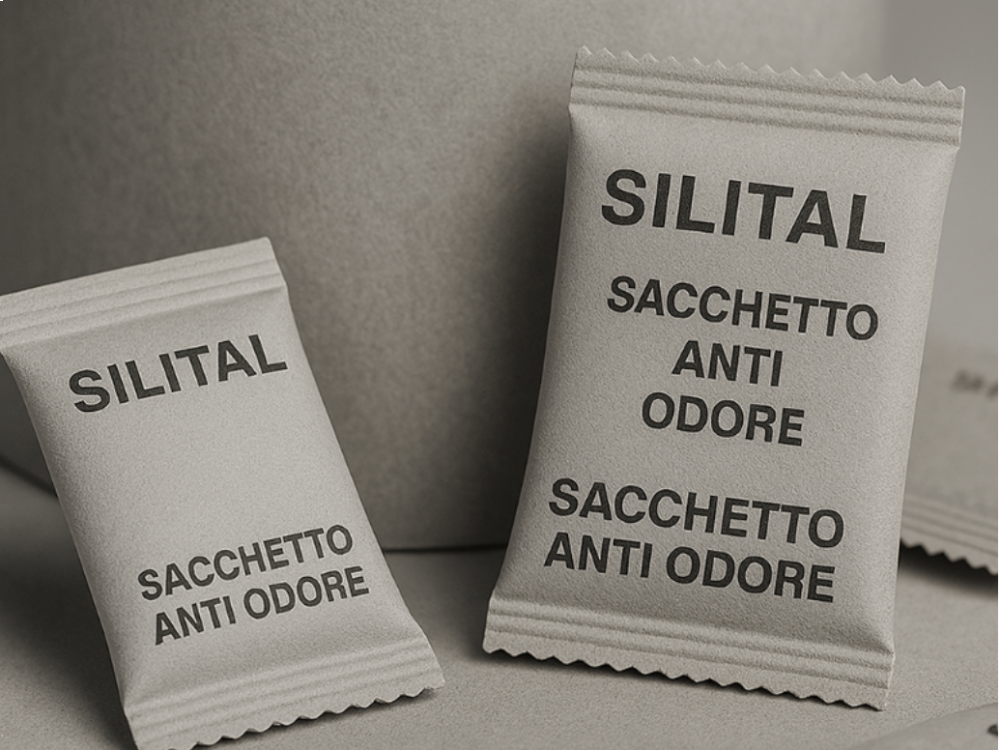 SILITAL
SACCHETTO
ANTI ODORE
SILITAL
SACCHETTO
ANTI
ODORE
SACCHETTO
ANTI ODORE